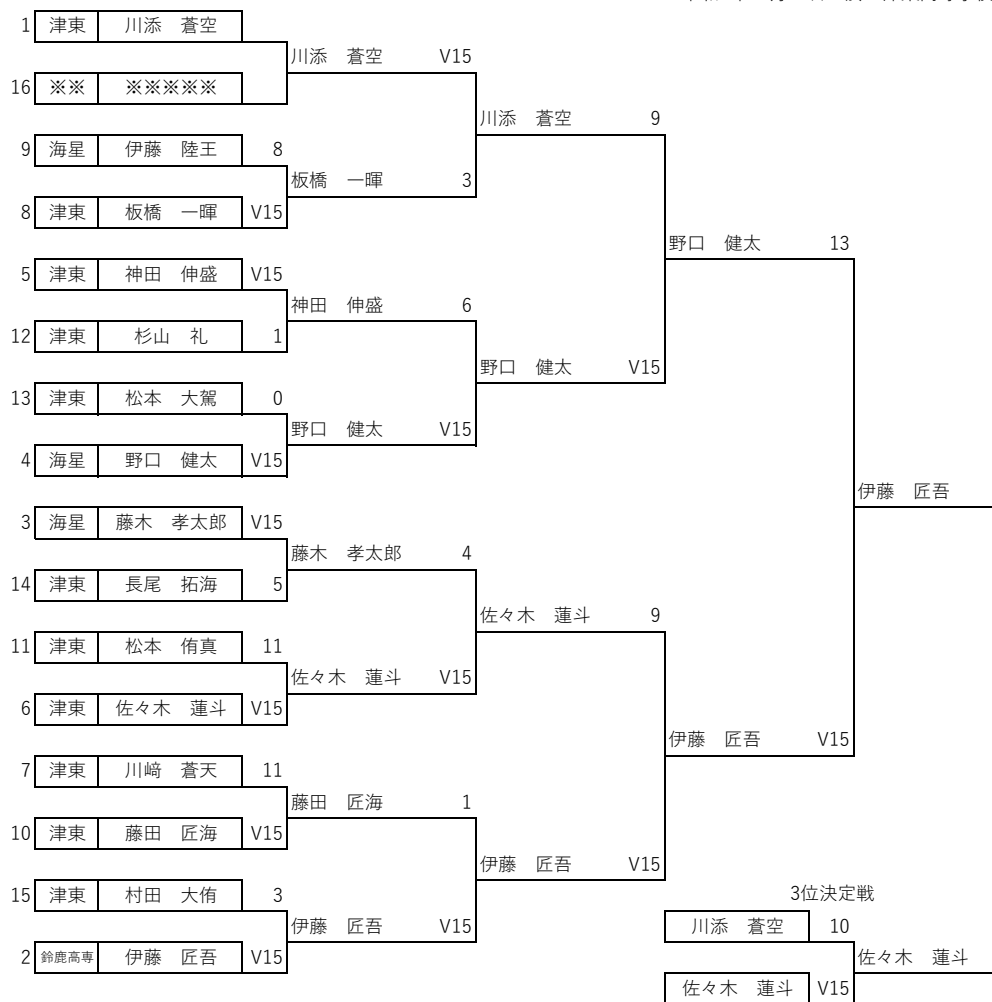 1 津東 川添 蒼空
川添 蒼空 V15
16 ※※ ※※※※※
川添 蒼空 9
9 海星 伊藤 陸王 8
板橋 一暉 3
8 津東 板橋 一暉 V15
野口 健太 13
5 津東 神田 伸盛 V15
神田 伸盛 6
12 津東 杉山 礼 1
野口 健太 V15
13 津東 松本 大駕 0
野口 健太 V15
4 海星 野口 健太 V15
伊藤 匠吾
3 海星 藤木 孝太郎 V15
藤木 孝太郎 4
14 津東 長尾 拓海 5
佐々木 蓮斗 9
11 津東 松本 侑真 11
佐々木 蓮斗 V15
6 津東 佐々木 蓮斗 V15
伊藤 匠吾 V15
7 津東 川﨑 蒼天 11
藤田 匠海 1
10 津東 藤田 匠海 V15
伊藤 匠吾 V15
15 津東 村田 大侑 3
3位決定戦
伊藤 匠吾 V15
川添 蒼空 10
2 鈴鹿高専 伊藤 匠吾 V15
佐々木 蓮斗
佐々木 蓮斗 V15